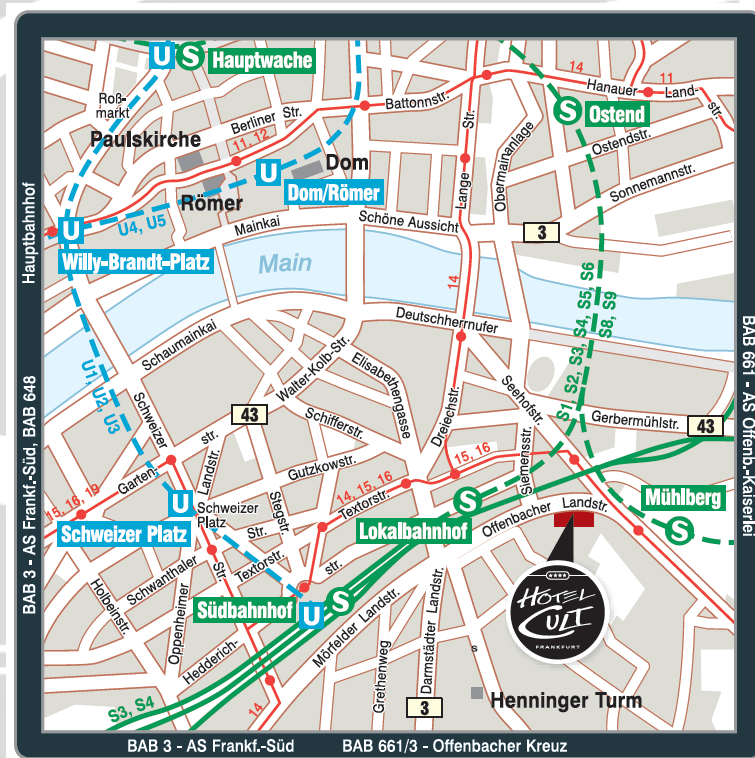 U
S
Hauptwache
14
Hanauer
11
Land-
str.
Roß-
markt
Berliner Str.
Battonnstr.
Str.
S
Ostend
Paulskirche
11, 12
Ostendstr.
Obermainanlage
U
Dom
Dom/Römer
Lange
Sonnemannstr.
Römer
U4, U5
U
Mainkai
Schöne Aussicht
3
Willy-Brandt-Platz
Main
14
S1, S2, S3, S4, S5, S6
S8, S9
Hauptbahnhof
Deutschherrnufer
Schaumainkai
U1, U2, U3
Walter-Kolb-Str.
Elisabethengasse
Schweizer
43
Schifferstr.
Dreieichstr.
Seehofstr.
Gerbermühlstr.
43
str.
Gutzkowstr.
15, 16
Siemensstr.
15, 16, 19
Garten-
Landstr.
14, 15, 16
Textorstr.
U
Schweizer
Platz
Stegstr.
Schweizer Platz
Str.
Lokalbahnhof
S
Offenbacher Landstr.
Mühlberg
S
Schwanthaler
Str.
Textorstr.
str.
Holbeinstr.
Oppenheimer
Südbahnhof
U
S
Mörfelder Landstr.
★★★★
HOTEL
CULT
FRANKFURT
Hedderich-
Grethenweg
Darmstädter Landstr.
s
S3, S4
14
3
Henninger Turm
BAB 3 - AS Frankf.-Süd, BAB 648
BAB 661 - AS Offenb.-Kaiserlei
BAB 3 - AS Frankf.-Süd
BAB 661/3 - Offenbacher Kreuz